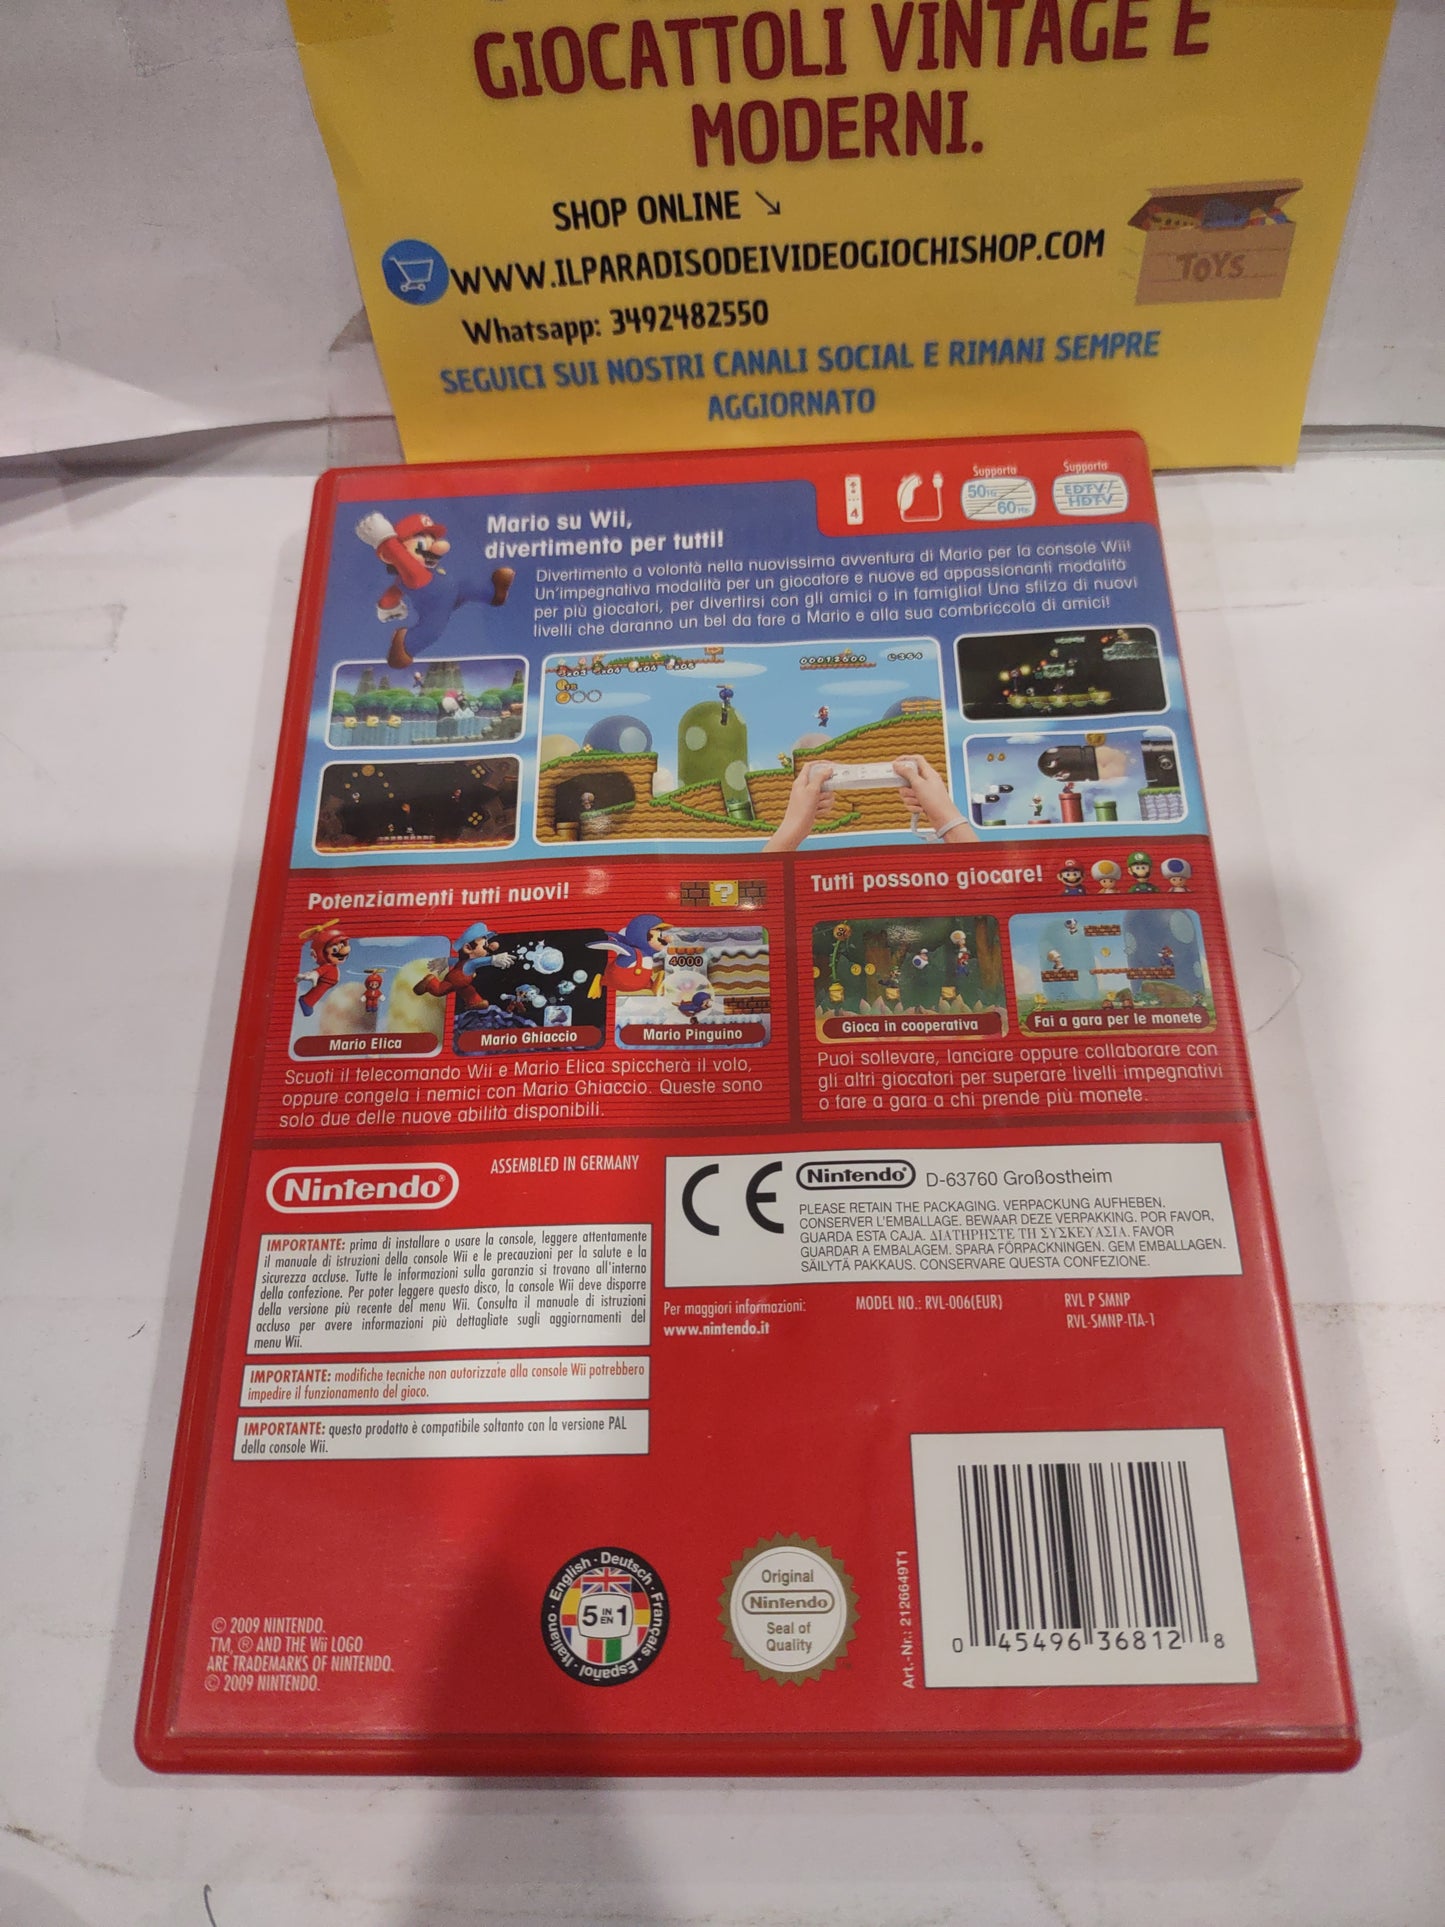 GIOCATTOLI VINTAGE E
MODERNI.
SHOP ONLINE ↘
WWW.ILPARADISODEIVIDEOGIOCHISHOP.COM
TOYS
Whatsapp: 3492482550
SEGUICI SUI NOSTRI CANALI SOCIAL E RIMANI SEMPRE
AGGIORNATO
4
Supporta
50Hz
60Hz
Supporta
EDTV/
HDTV
Mario su Wii,
divertimento per tutti!
Divertimento a volontà nella nuovissima avventura di Mario per la console Wii!
Un'impegnativa modalità per un giocatore e nuove ed appassionanti modalità
per più giocatori, per divertirsi con gli amici o in famiglia! Una sfilza di nuovi
livelli che daranno un bel da fare a Mario e alla sua combriccola di amici!
00012600
364
Potenziamenti tutti nuovi!
?
4000
Mario Elica
Mario Ghiaccio
Mario Pinguino
Scuoti il telecomando Wii e Mario Elica spiccherà il volo,
oppure congela i nemici con Mario Ghiaccio. Queste sono
solo due delle nuove abilità disponibili.
Tutti possono giocare!
Gioca in cooperativa
Fai a gara per le monete
Puoi sollevare, lanciare oppure collaborare con
gli altri giocatori per superare livelli impegnativi
o fare a gara a chi prende più monete.
Nintendo®
ASSEMBLED IN GERMANY
IMPORTANTE: prima di installare o usare la console, leggere attentamente
il manuale di istruzioni della console Wii e le precauzioni per la salute e la
sicurezza accluse. Tutte le informazioni sulla garanzia si trovano all'interno
della confezione. Per poter leggere questo disco, la console Wii deve disporre
della versione più recente del menu Wii. Consulta il manuale di istruzioni
accluso per avere informazioni più dettagliate sugli aggiornamenti del
menu Wii.
IMPORTANTE: modifiche tecniche non autorizzate alla console Wii potrebbero
impedire il funzionamento del gioco.
IMPORTANTE: questo prodotto è compatibile soltanto con la versione PAL
della console Wii.
CE
Nintendo® D-63760 Großostheim
PLEASE RETAIN THE PACKAGING. VERPACKUNG AUFHEBEN.
CONSERVER L'EMBALLAGE. BEWAAR DEZE VERPAKKING. POR FAVOR,
GUARDA ESTA CAJA. ΔΙΑΤΗΡΗΣΤΕ ΤΗ ΣΥΣΚΕΥΑΣΙΑ. FAVOR
GUARDAR A EMBALAGEM. SPARA FÖRPACKNINGEN. GEM EMBALLAGEN.
SÄILYTÄ PAKKAUS. CONSERVARE QUESTA CONFEZIONE.
Per maggiori informazioni:
www.nintendo.it
MODEL NO.: RVL-006(EUR)
RVL P SMNP
RVL-SMNP-ITA-1
© 2009 NINTENDO.
TM, ® AND THE Wii LOGO
ARE TRADEMARKS OF NINTENDO.
© 2009 NINTENDO.
English · Deutsch · Français · Español · Italiano ·
5 IN EN 1
Original
Nintendo
Seal of
Quality
Art.-Nr.: 2126649T1
0 45496 36812 8